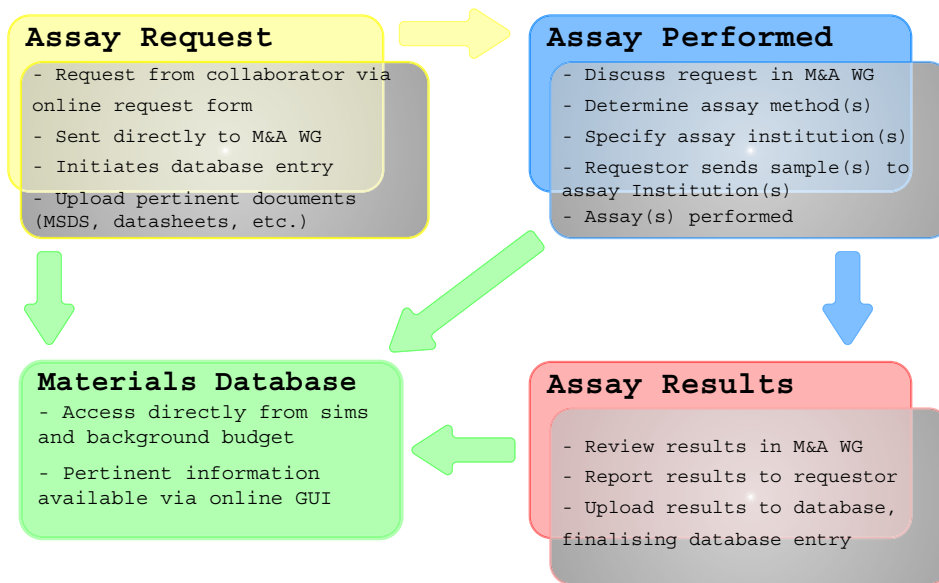 Assay Request
- Request from collaborator via
online request form
- Sent directly to M&A WG
- Initiates database entry
- Upload pertinent documents
(MSDS, datasheets, etc.)
Assay Performed
- Discuss request in M&A WG
- Determine assay method(s)
- Specify assay institution(s)
- Requestor sends sample(s) to
assay Institution(s)
- Assay(s) performed
Materials Database
- Access directly from sims
and background budget
- Pertinent information
available via online GUI
Assay Results
- Review results in M&A WG
- Report results to requestor
- Upload results to database,
finalising database entry